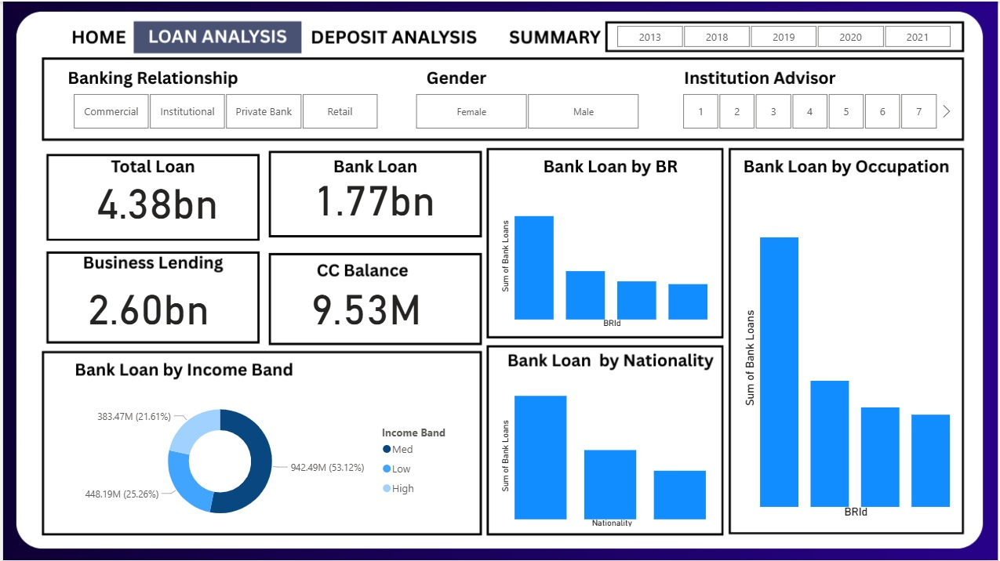 HOME LOAN ANALYSIS DEPOSIT ANALYSIS SUMMARY 2013 2018 2019 2020 2021
Banking Relationship Gender Institution Advisor
Commercial Institutional Private Bank Retail Female Male 1 2 3 4 5 6 7
Total Loan
4.38bn
Bank Loan
1.77bn
Business Lending
2.60bn
CC Balance
9.53M
Bank Loan by BR
Sum of Bank Loans
BRId
Bank Loan by Occupation
Sum of Bank Loans
BRId
Bank Loan by Income Band
383.47M (21.61%)
942.49M (53.12%)
448.19M (25.26%)
Income Band
Med
Low
High
Bank Loan by Nationality
Sum of Bank Loans
Nationality